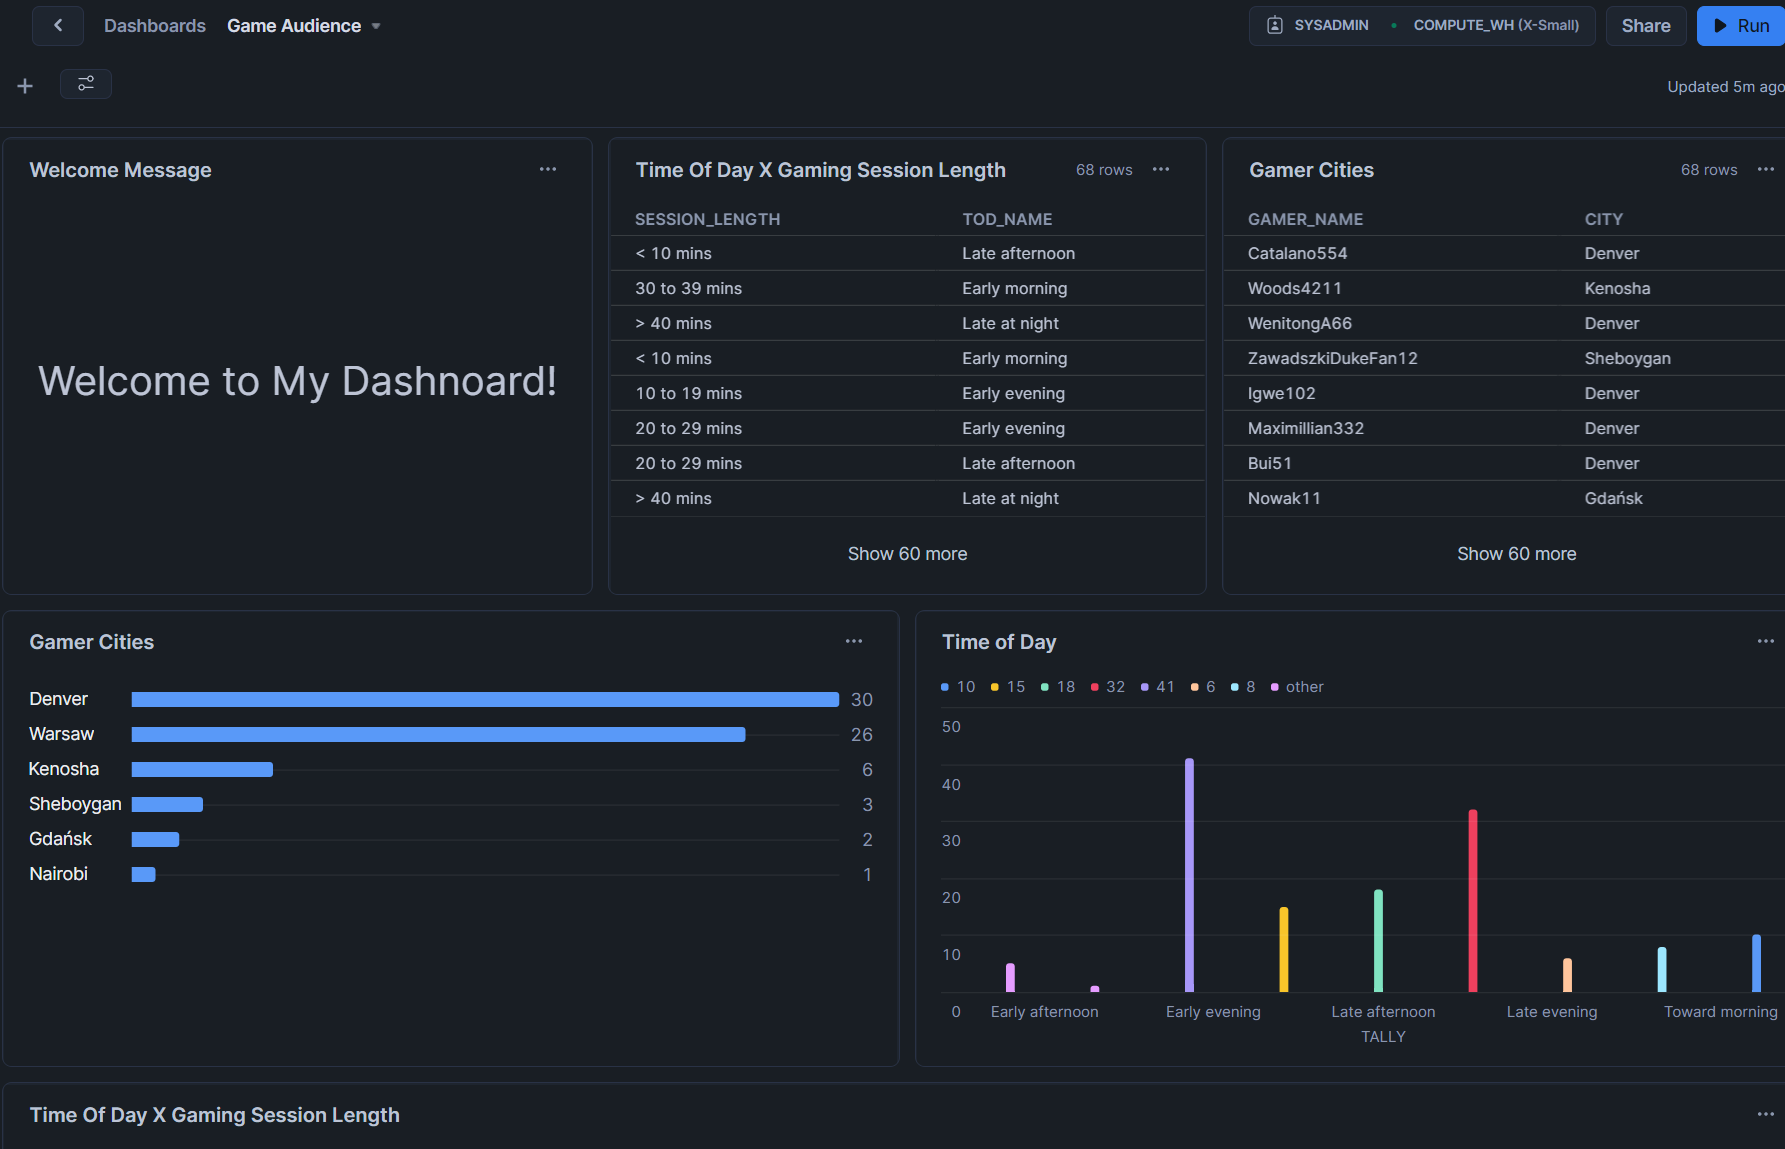 Dashboards Game Audience
SYSADMIN • COMPUTE_WH (X-Small)
Share
Run
Updated 5m ago
Welcome Message
Welcome to My Dashnoard!
Time Of Day X Gaming Session Length 68 rows
SESSION_LENGTH TOD_NAME
< 10 mins Late afternoon
30 to 39 mins Early morning
> 40 mins Late at night
< 10 mins Early morning
10 to 19 mins Early evening
20 to 29 mins Early evening
20 to 29 mins Late afternoon
> 40 mins Late at night
Show 60 more
Gamer Cities 68 rows
GAMER_NAME CITY
Catalano554 Denver
Woods4211 Kenosha
WenitongA66 Denver
ZawadszkiDukeFan12 Sheboygan
Igwe102 Denver
Maximillian332 Denver
Bui51 Denver
Nowak11 Gdańsk
Show 60 more
Gamer Cities
Denver 30
Warsaw 26
Kenosha 6
Sheboygan 3
Gdańsk 2
Nairobi 1
Time of Day
10 15 18 32 41 6 8 other
50
40
30
20
10
0
Early afternoon Early evening Late afternoon Late evening Toward morning
TALLY
Time Of Day X Gaming Session Length